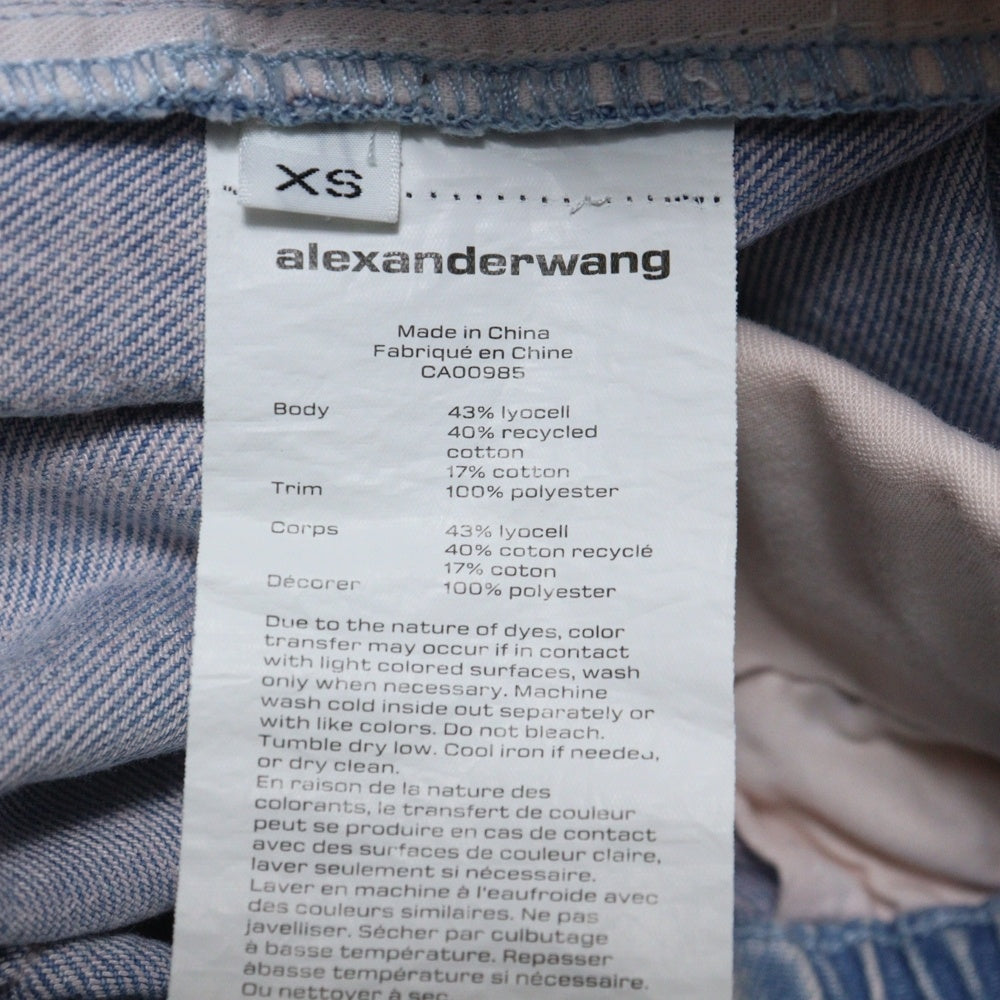 XS
alexanderwang
Made in China
Fabriqué en Chine
CA00985
Body 43% lyocell
40% recycled
cotton
17% cotton
Trim 100% polyester
Corps 43% lyocell
40% coton recyclé
17% coton
Décorer 100% polyester
Due to the nature of dyes, color
transfer may occur if in contact
with light colored surfaces, wash
only when necessary. Machine
wash cold inside out separately or
with like colors. Do not bleach.
Tumble dry low. Cool iron if needed,
or dry clean.
En raison de la nature des
colorants, le transfert de couleur
peut se produire en cas de contact
avec des surfaces de couleur claire,
laver seulement si nécessaire.
Laver en machine à l'eaufroide avec
des couleurs similaires. Ne pas
javelliser. Sécher par culbutage
à basse température. Repasser
àbasse température si nécessaire.
Ou nettoyer à sec.